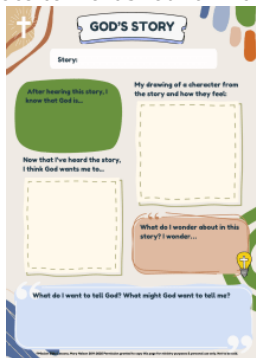 GOD'S STORY
Story:
After hearing this story, I
know that God is...
My drawing of a character from
the story and how they feel:
Now that I've heard the story,
I think God wants me to...
What do I wonder about in this
story? I wonder...
What do I want to tell God? What might God want to tell me?